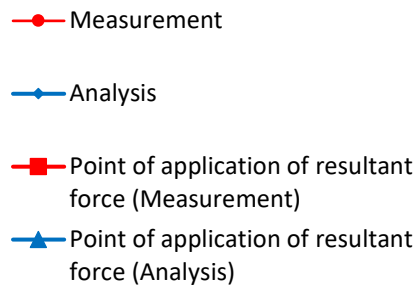 Measurement
Analysis
Point of application of resultant
force (Measurement)
Point of application of resultant
force (Analysis)